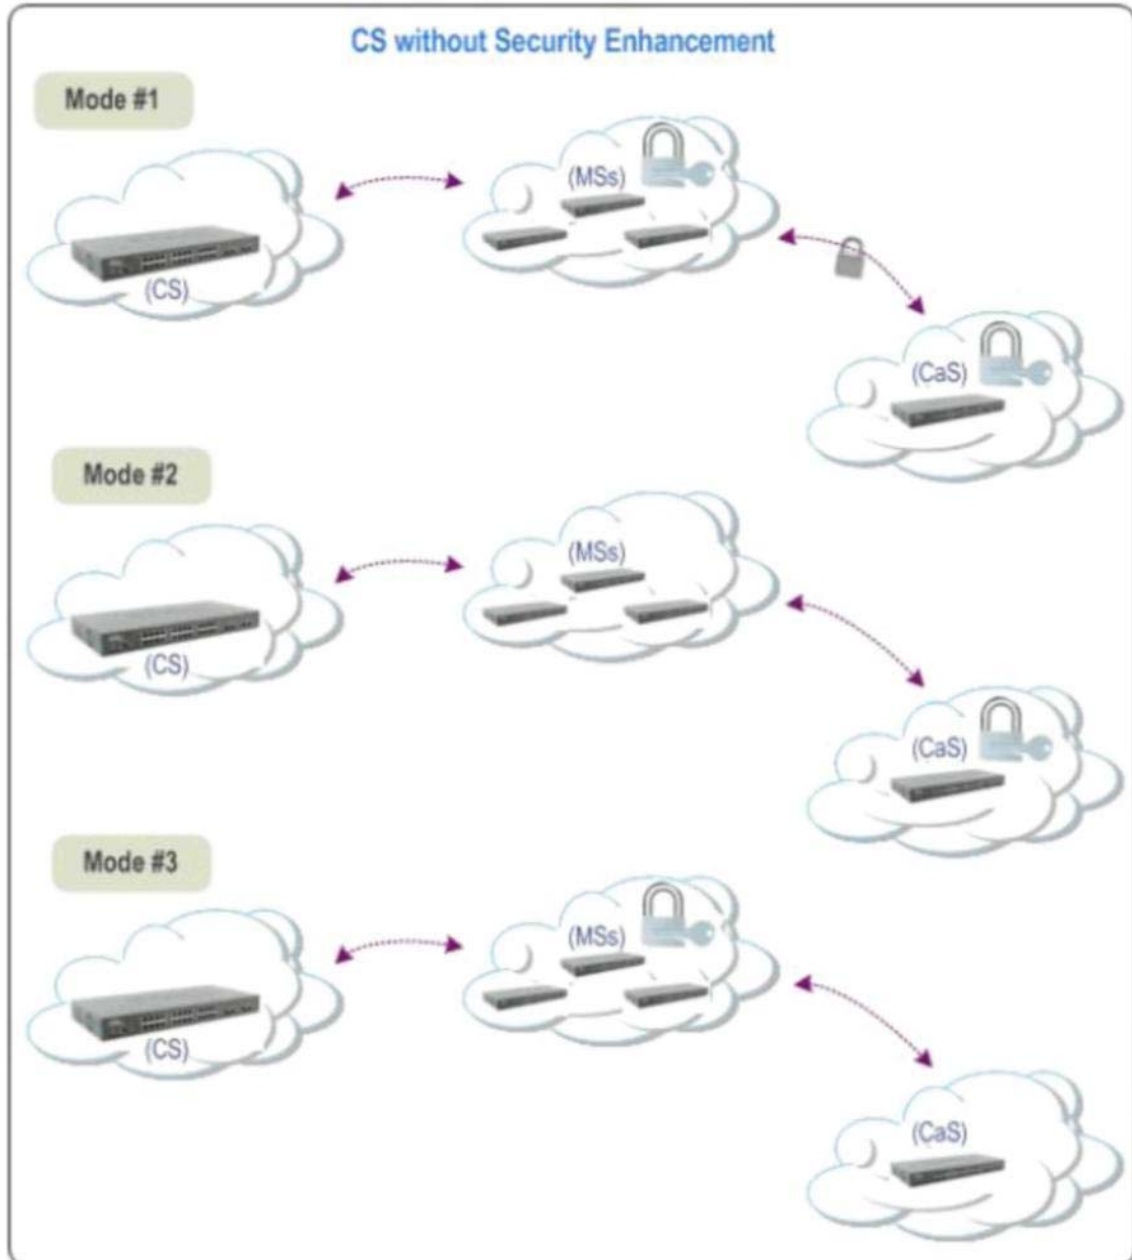 CS without Security Enhancement
Mode #1
(MSs)
(CS)
(CaS)
Mode #2
(MSs)
(CS)
(CaS)
Mode #3
(MSs)
(CS)
(CaS)